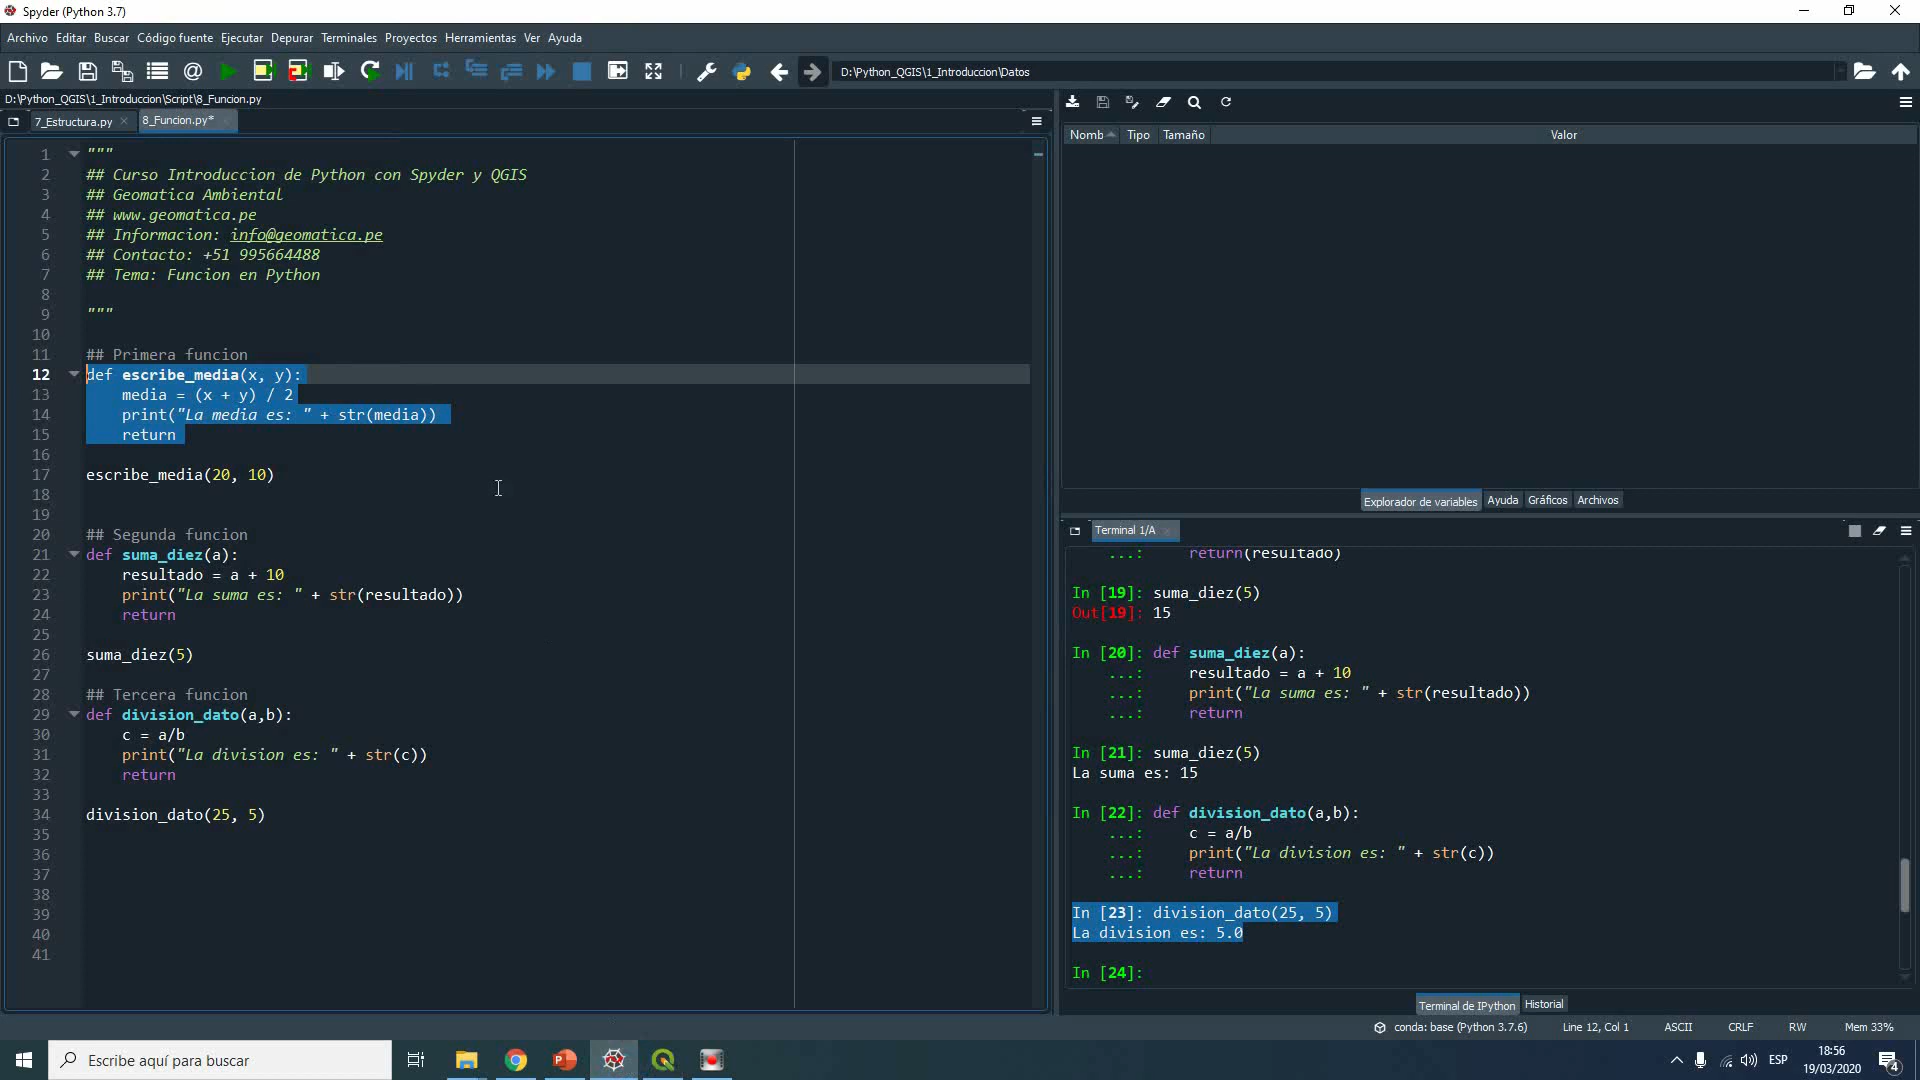 Spyder (Python 3.7)
Archivo Editar Buscar Código fuente Ejecutar Depurar Terminales Proyectos Herramientas Ver Ayuda
D:\Python_QGIS\1_Introduccion\Datos
D:\Python_QGIS\1_Introduccion\Script\8_Funcion.py
7_Estructura.py
8_Funcion.py*
1 """
2 ## Curso Introduccion de Python con Spyder y QGIS
3 ## Geomatica Ambiental
4 ## www.geomatica.pe
5 ## Informacion: info@geomatica.pe
6 ## Contacto: +51 995664488
7 ## Tema: Funcion en Python
8
9 """
10
11 ## Primera funcion
12 def escribe_media(x, y):
13 media = (x + y) / 2
14 print("La media es: " + str(media))
15 return
16
17 escribe_media(20, 10)
18
19
20 ## Segunda funcion
21 def suma_diez(a):
22 resultado = a + 10
23 print("La suma es: " + str(resultado))
24 return
25
26 suma_diez(5)
27
28 ## Tercera funcion
29 def division_dato(a,b):
30 c = a/b
31 print("La division es: " + str(c))
32 return
33
34 division_dato(25, 5)
35
36
37
38
39
40
41
Nomb Tipo Tamaño Valor
Explorador de variables Ayuda Gráficos Archivos
Terminal 1/A
...: return(resultado)
In [19]: suma_diez(5)
Out[19]: 15
In [20]: def suma_diez(a):
...: resultado = a + 10
...: print("La suma es: " + str(resultado))
...: return
In [21]: suma_diez(5)
La suma es: 15
In [22]: def division_dato(a,b):
...: c = a/b
...: print("La division es: " + str(c))
...: return
In [23]: division_dato(25, 5)
La division es: 5.0
In [24]:
Terminal de IPython Historial
conda: base (Python 3.7.6) Line 12, Col 1 ASCII CRLF RW Mem 33%
Escribe aquí para buscar
ESP
18:56
19/03/2020
4